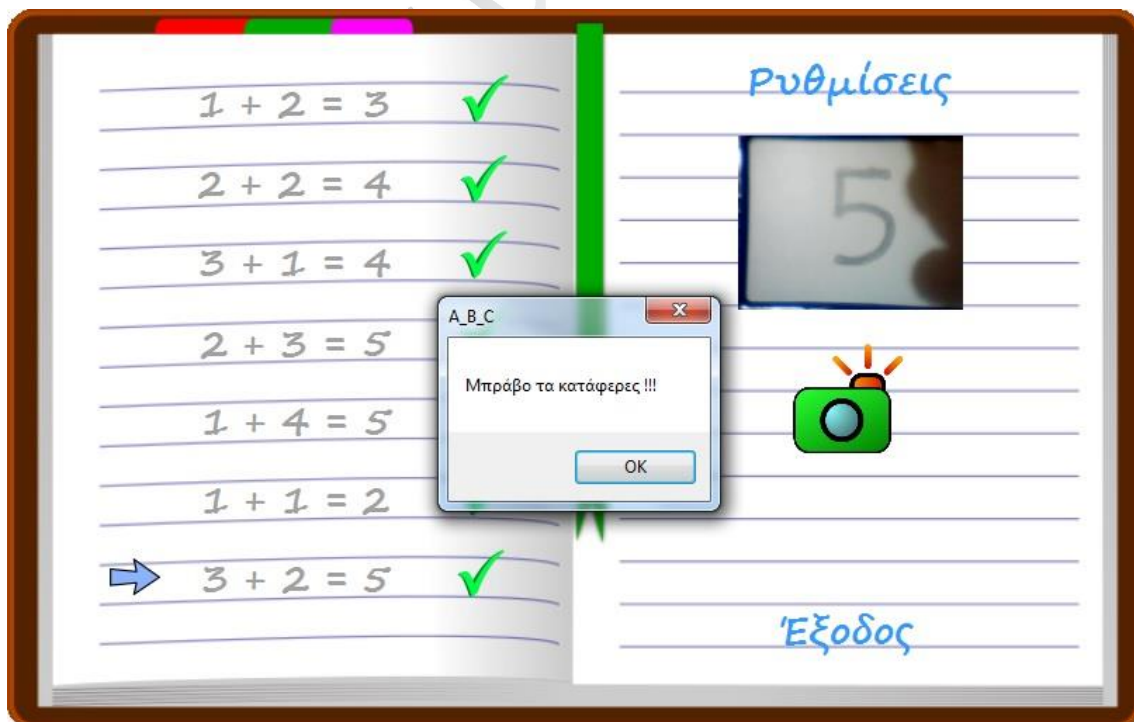 1 + 2 = 3
2 + 2 = 4
3 + 1 = 4
2 + 3 = 5
1 + 4 = 5
1 + 1 = 2
3 + 2 = 5
Ρυθμίσεις
5
A_B_C
Μπράβο τα κατάφερες !!!
OK
Έξοδος